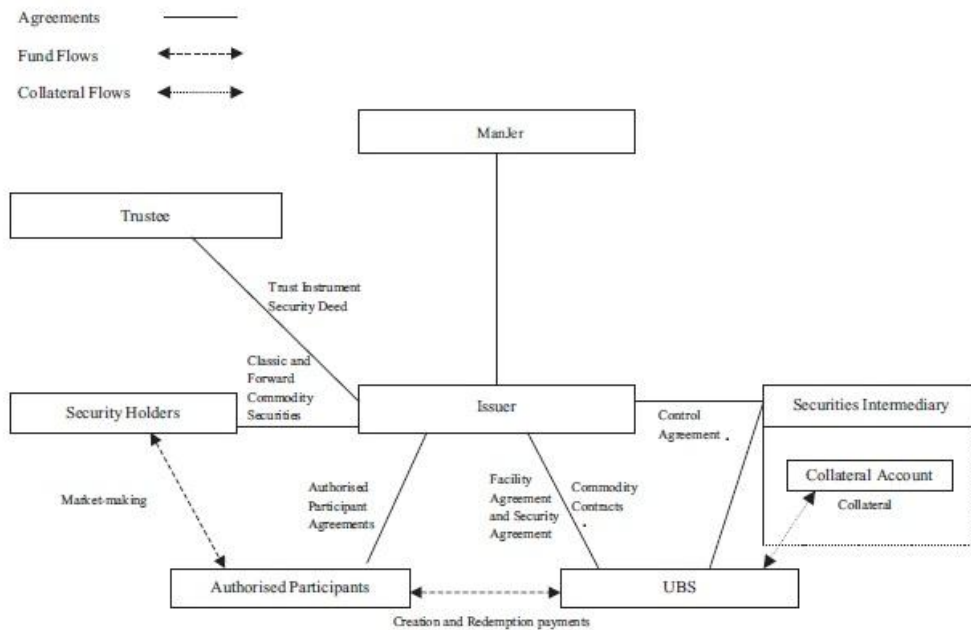 Agreements
Fund Flows
Collateral Flows
ManJer
Trustee
Trust Instrument
Security Deed
Classic and
Forward
Commodity
Securities
Security Holders
Issuer
Securities Intermediary
Control
Agreement
Collateral Account
Collateral
Market-making
Authorised
Participant
Agreements
Facility
Agreement
and Security
Agreement
Commodity
Contracts
Authorised Participants
UBS
Creation and Redemption payments